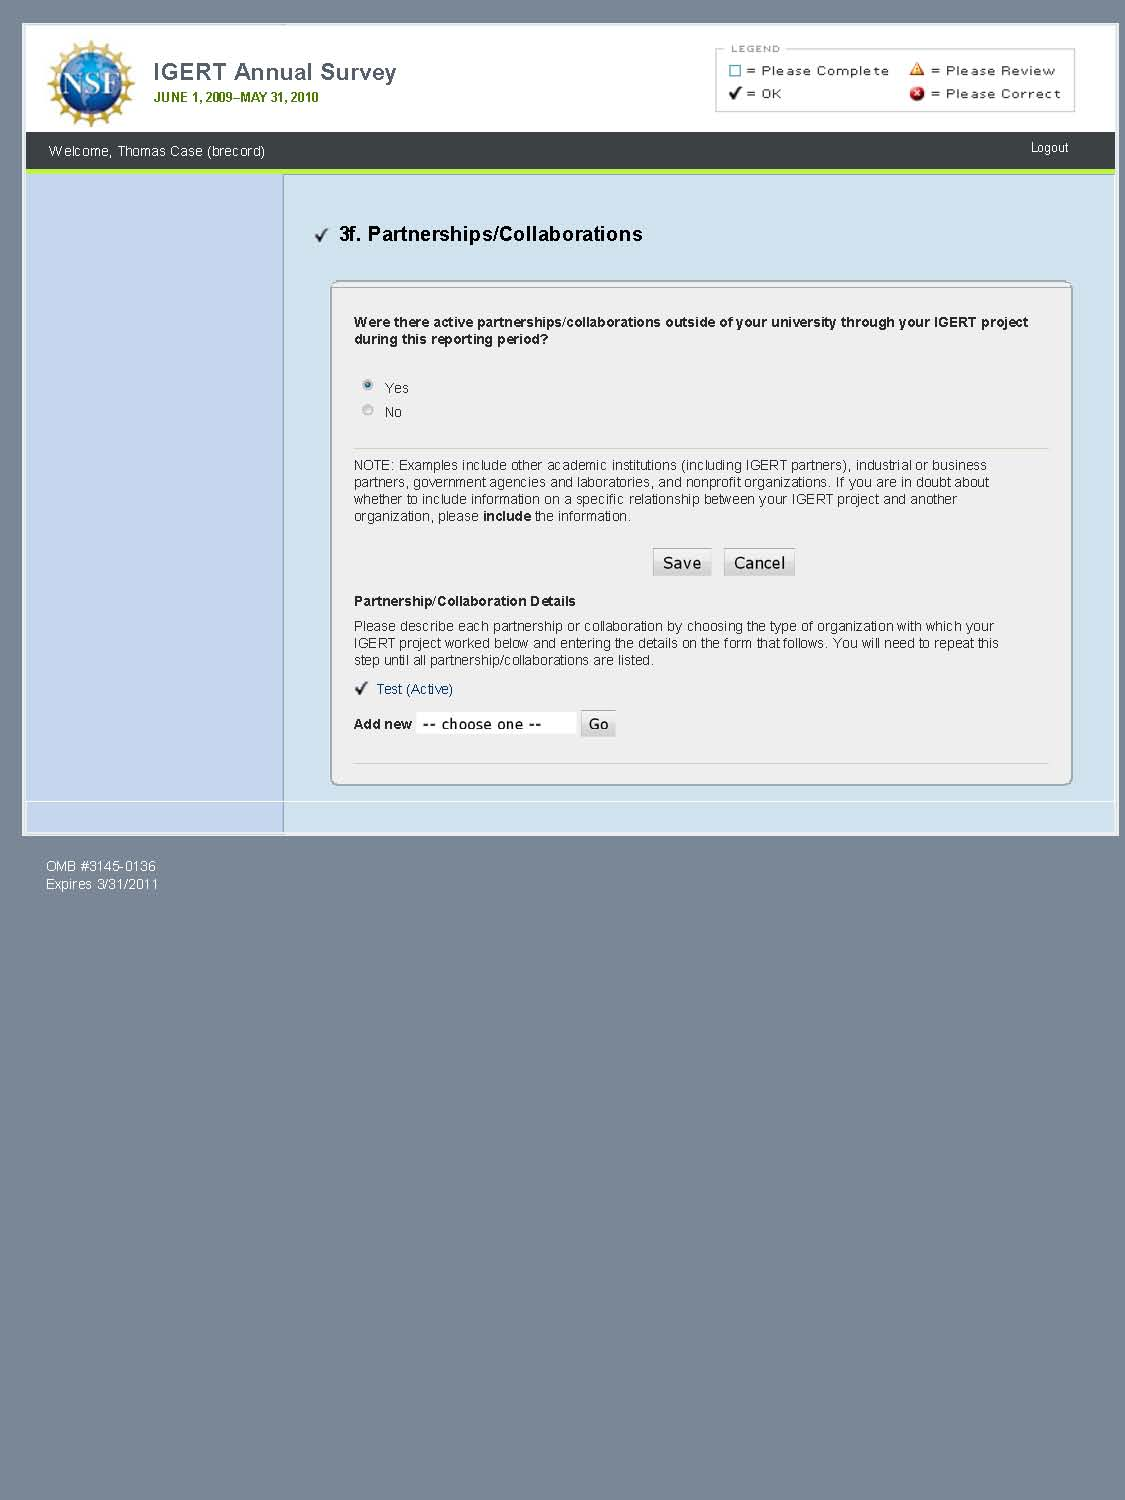 NSF
IGERT Annual Survey
JUNE 1, 2009–MAY 31, 2010
LEGEND
= Please Complete
= Please Review
= OK
= Please Correct
Welcome, Thomas Case (brecord)
Logout
3f. Partnerships/Collaborations
Were there active partnerships/collaborations outside of your university through your IGERT project
during this reporting period?
Yes
No
NOTE: Examples include other academic institutions (including IGERT partners), industrial or business
partners, government agencies and laboratories, and nonprofit organizations. If you are in doubt about
whether to include information on a specific relationship between your IGERT project and another
organization, please include the information.
Save Cancel
Partnership/Collaboration Details
Please describe each partnership or collaboration by choosing the type of organization with which your
IGERT project worked below and entering the details on the form that follows. You will need to repeat this
step until all partnership/collaborations are listed.
Test (Active)
Add new -- choose one -- Go
OMB #3145-0136
Expires 3/31/2011